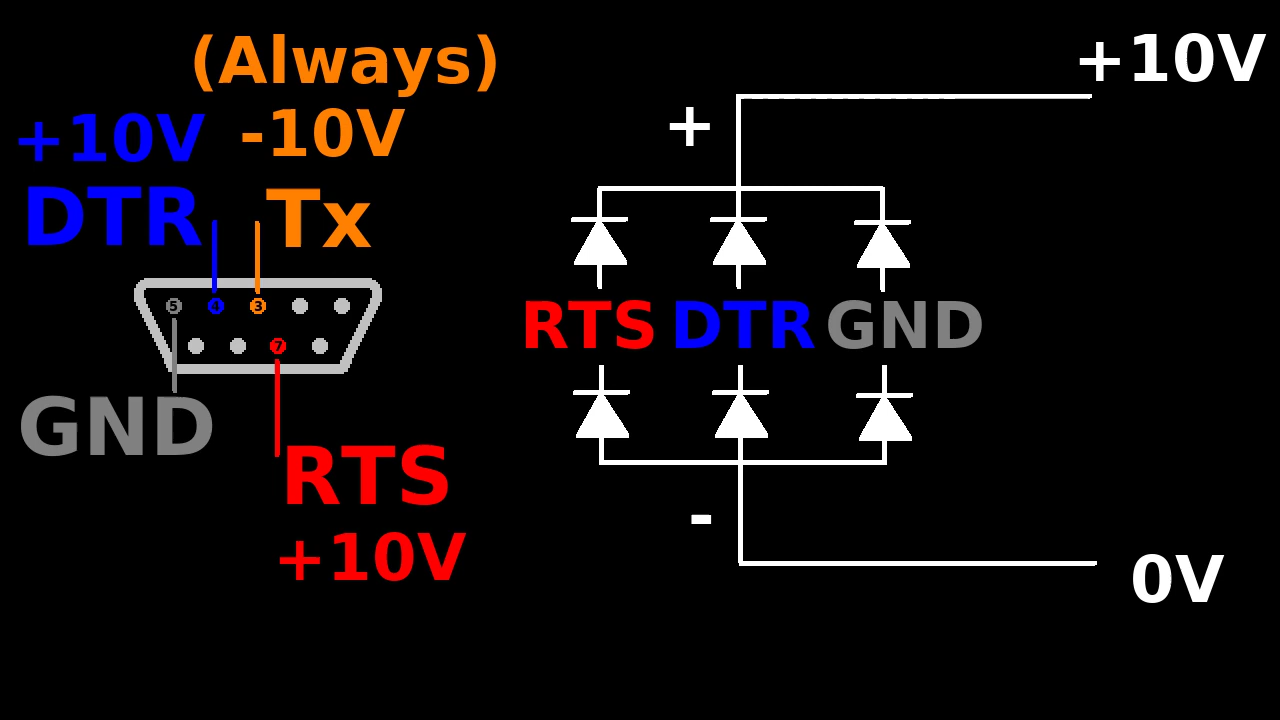 (Always)
+10V -10V
DTR Tx
5 4 3
7
GND
RTS
+10V
+10V
+
RTS DTR GND
-
0V